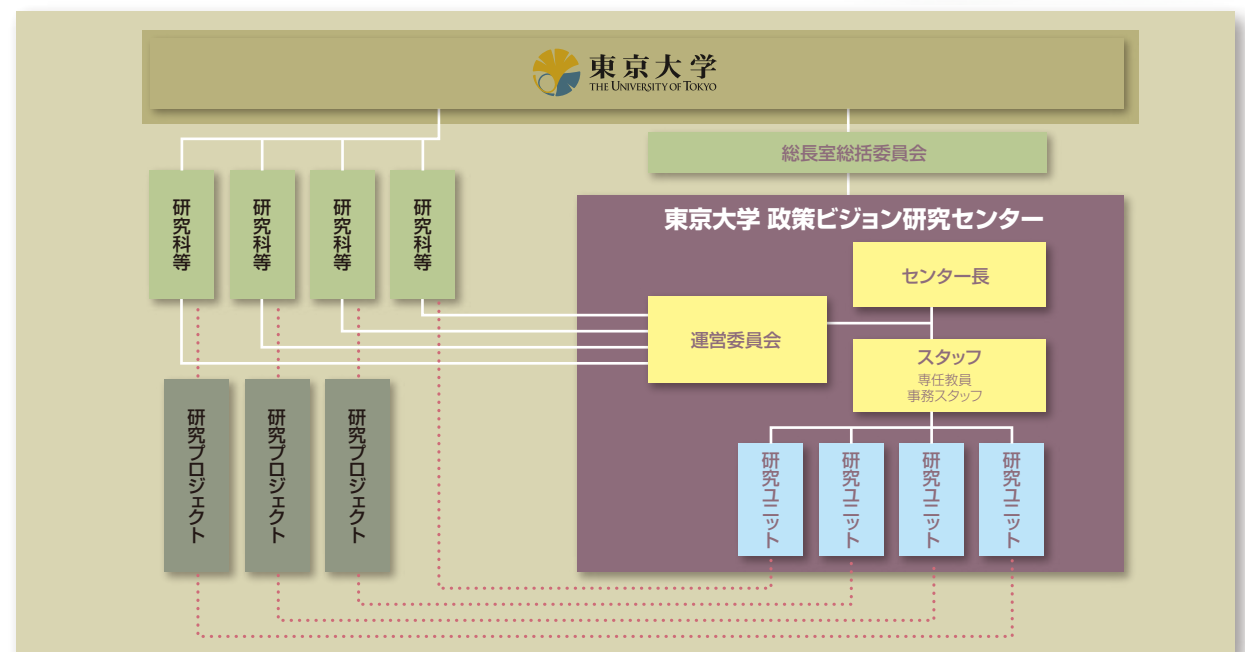 東京大学
THE UNIVERSITY OF TOKYO
総長室総括委員会
研究科等
研究科等
研究科等
研究科等
東京大学 政策ビジョン研究センター
センター長
運営委員会
スタッフ
専任教員
事務スタッフ
研究プロジェクト
研究プロジェクト
研究プロジェクト
研究ユニット
研究ユニット
研究ユニット
研究ユニット